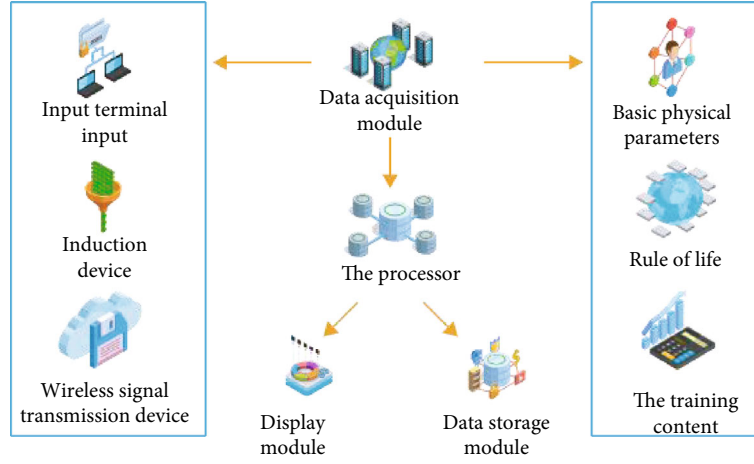 Input terminal
input
Induction
device
Wireless signal
transmission device
Data acquisition
module
The processor
Display
module
Data storage
module
Basic physical
parameters
Rule of life
The training
content